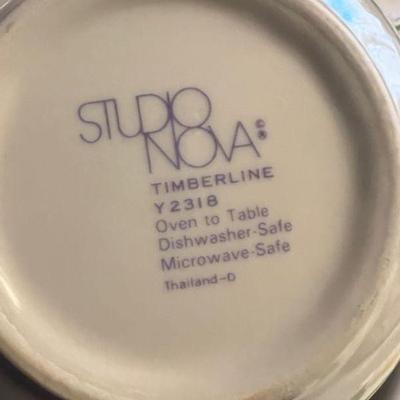 STUDIO
NOVA ©®
TIMBERLINE
Y2318
Oven to Table
Dishwasher-Safe
Microwave-Safe
Thailand-D